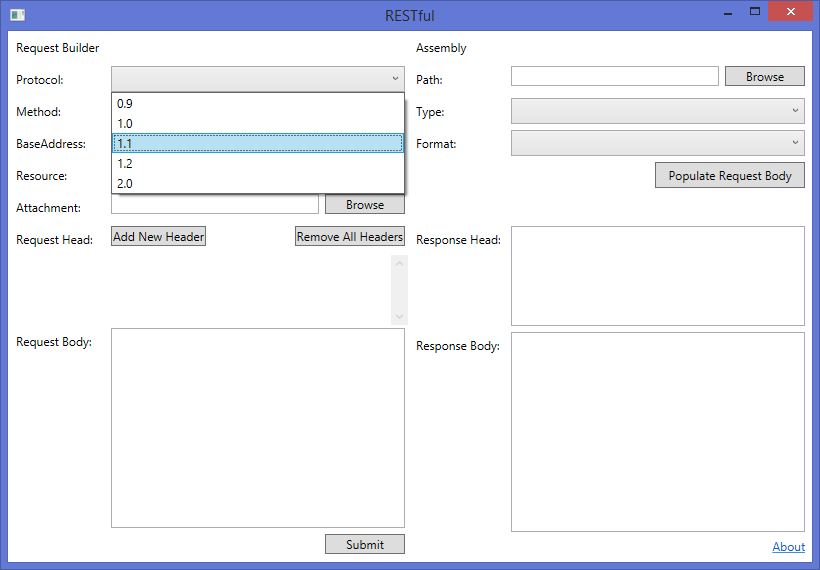 RESTful
Request Builder
Protocol:
0.9
1.0
1.1
1.2
2.0
Method:
BaseAddress:
Resource:
Attachment:
Browse
Request Head:
Add New Header
Remove All Headers
Request Body:
Submit
Assembly
Path:
Browse
Type:
Format:
Populate Request Body
Response Head:
Response Body:
About